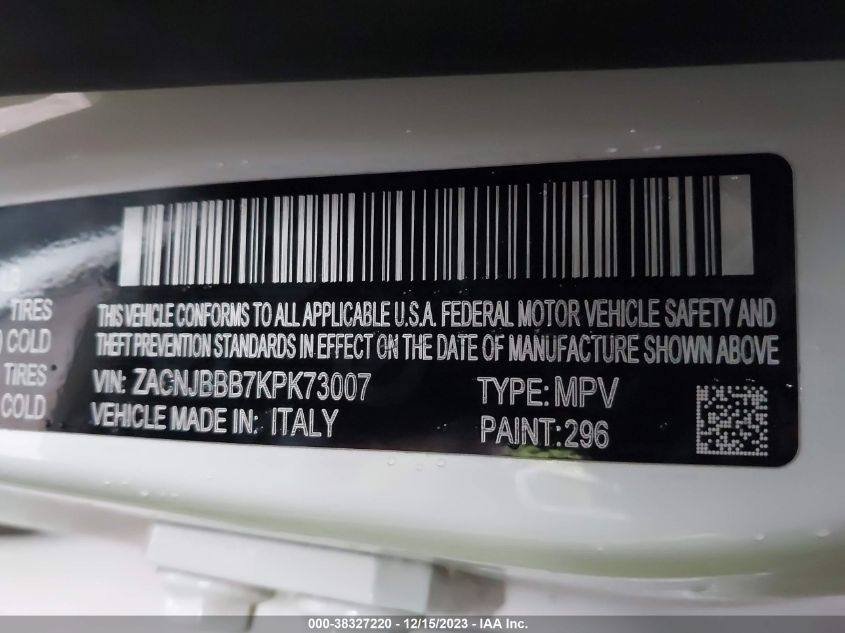 THIS VEHICLE CONFORMS TO ALL APPLICABLE U.S.A. FEDERAL MOTOR VEHICLE SAFETY AND
THEFT PREVENTION STANDARDS IN EFFECT ON THE DATE OF MANUFACTURE SHOWN ABOVE
TIRES
COLD
TIRES
COLD
VIN: ZACNJBBB7KPK73007 TYPE: MPV
VEHICLE MADE IN: ITALY PAINT: 296
000-38327220 - 12/15/2023 - IAA Inc.